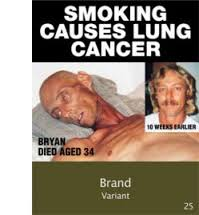 SMOKING
CAUSES LUNG
CANCER
10 WEEKS EARLIER
BRYAN
DIED AGED 34
Brand
Variant
25